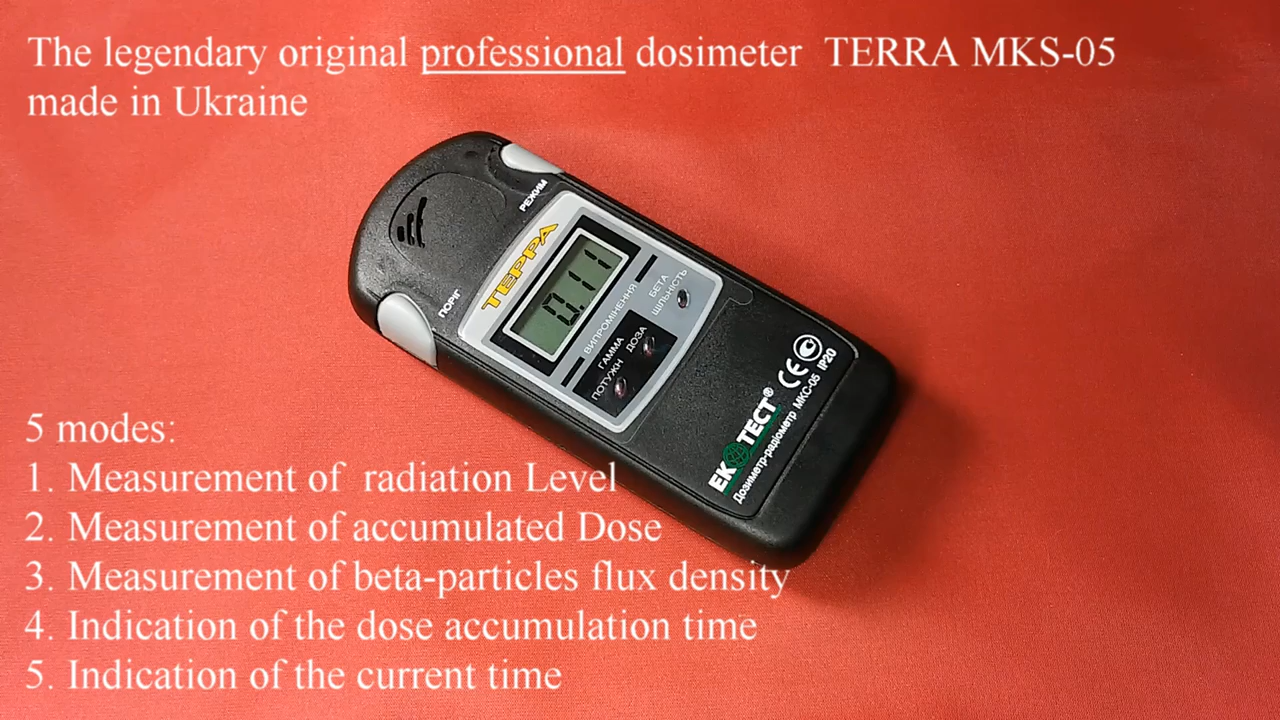 The legendary original professional dosimeter TERRA MKS-05
made in Ukraine
РЕЖИМ
ПОРІГ
ТЕРРА
0.11
ВИПРОМІНЕННЯ
ГАММА
ПОТУЖН ДОЗА
БЕТА
ЩІЛЬНІСТЬ
ЕКОТЕСТ®
CE
Дозиметр-радіометр МКС-05 IP20
5 modes:
1. Measurement of radiation Level
2. Measurement of accumulated Dose
3. Measurement of beta-particles flux density
4. Indication of the dose accumulation time
5. Indication of the current time